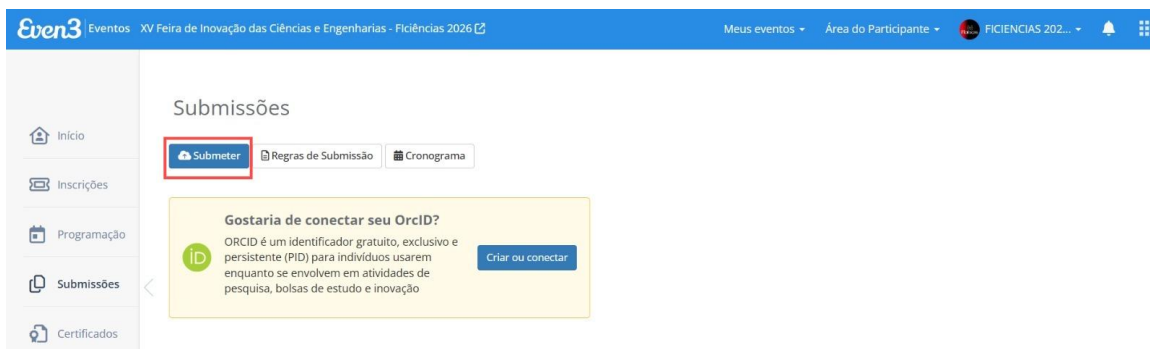 Even3 Eventos XV Feira de Inovação das Ciências e Engenharias - FIciências 2026
Meus eventos
Área do Participante
FICIENCIAS 202...
Início
Inscrições
Programação
Submissões
Certificados
Submissões
Submeter
Regras de Submissão
Cronograma
Gostaria de conectar seu OrcID?
iD
ORCID é um identificador gratuito, exclusivo e
persistente (PID) para indivíduos usarem
enquanto se envolvem em atividades de
pesquisa, bolsas de estudo e inovação
Criar ou conectar